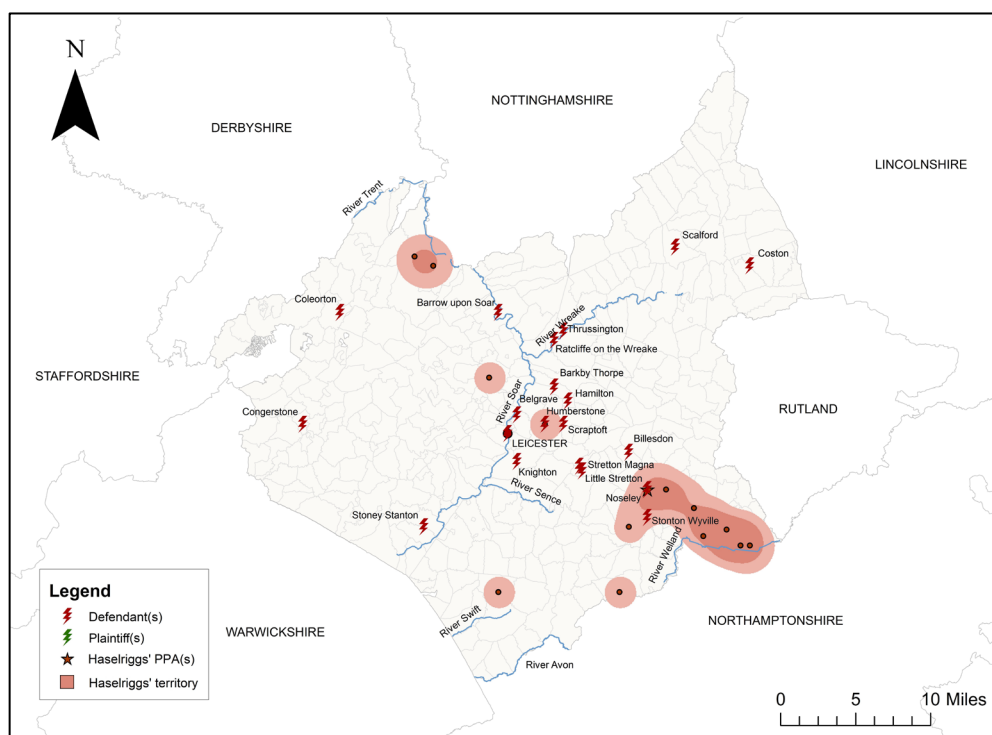 N
NOTTINGHAMSHIRE
DERBYSHIRE
LINCOLNSHIRE
River Trent
Scalford
Coston
Coleorton
Barrow upon Soar
River Wreake
Thrussington
Ratcliffe on the Wreake
STAFFORDSHIRE
Barkby Thorpe
Hamilton
River Soar
Belgrave
RUTLAND
Congerstone
Humberstone
Scraptoft
LEICESTER
Billesdon
Knighton
Stretton Magna
Little Stretton
River Sence
Noseley
Stoney Stanton
Stonton Wyville
River Welland
Legend
Defendant(s)
Plaintiff(s)
Haselriggs' PPA(s)
Haselriggs' territory
WARWICKSHIRE
River Swift
River Avon
NORTHAMPTONSHIRE
0 5 10 Miles